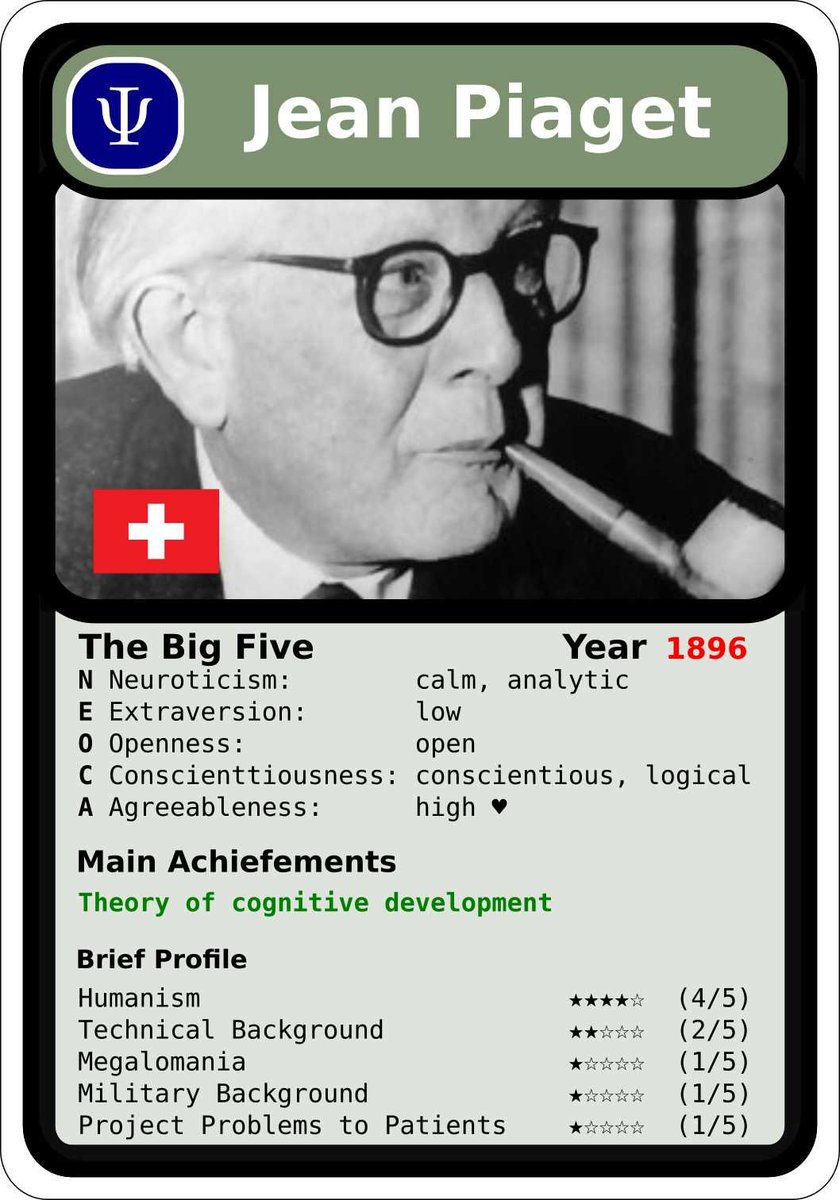 Ψ Jean Piaget
The Big Five Year 1896
N Neuroticism: calm, analytic
E Extraversion: low
O Openness: open
C Conscienttiousness: conscientious, logical
A Agreeableness: high ♥
Main Achiefements
Theory of cognitive development
Brief Profile
Humanism ★★★★☆ (4/5)
Technical Background ★★☆☆☆ (2/5)
Megalomania ★☆☆☆☆ (1/5)
Military Background ★☆☆☆☆ (1/5)
Project Problems to Patients ★☆☆☆☆ (1/5)